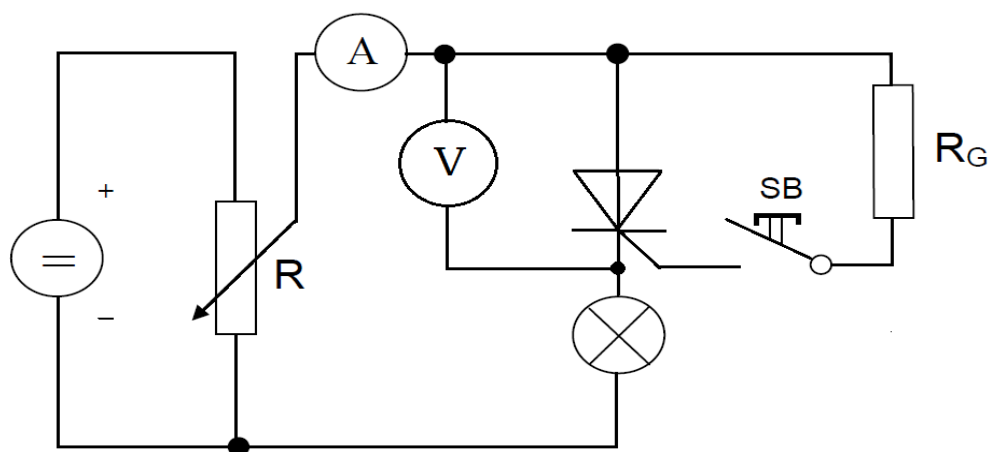 A
V
R_G
SB
+
=
R
−